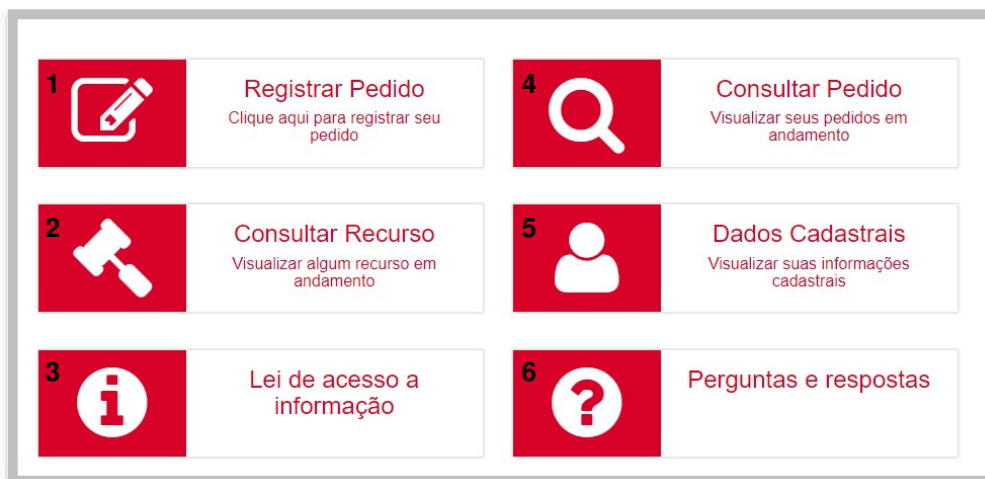 1
Registrar Pedido
Clique aqui para registrar seu
pedido
4
Consultar Pedido
Visualizar seus pedidos em
andamento
2
Consultar Recurso
Visualizar algum recurso em
andamento
5
Dados Cadastrais
Visualizar suas informações
cadastrais
3
Lei de acesso a
informação
6
Perguntas e respostas